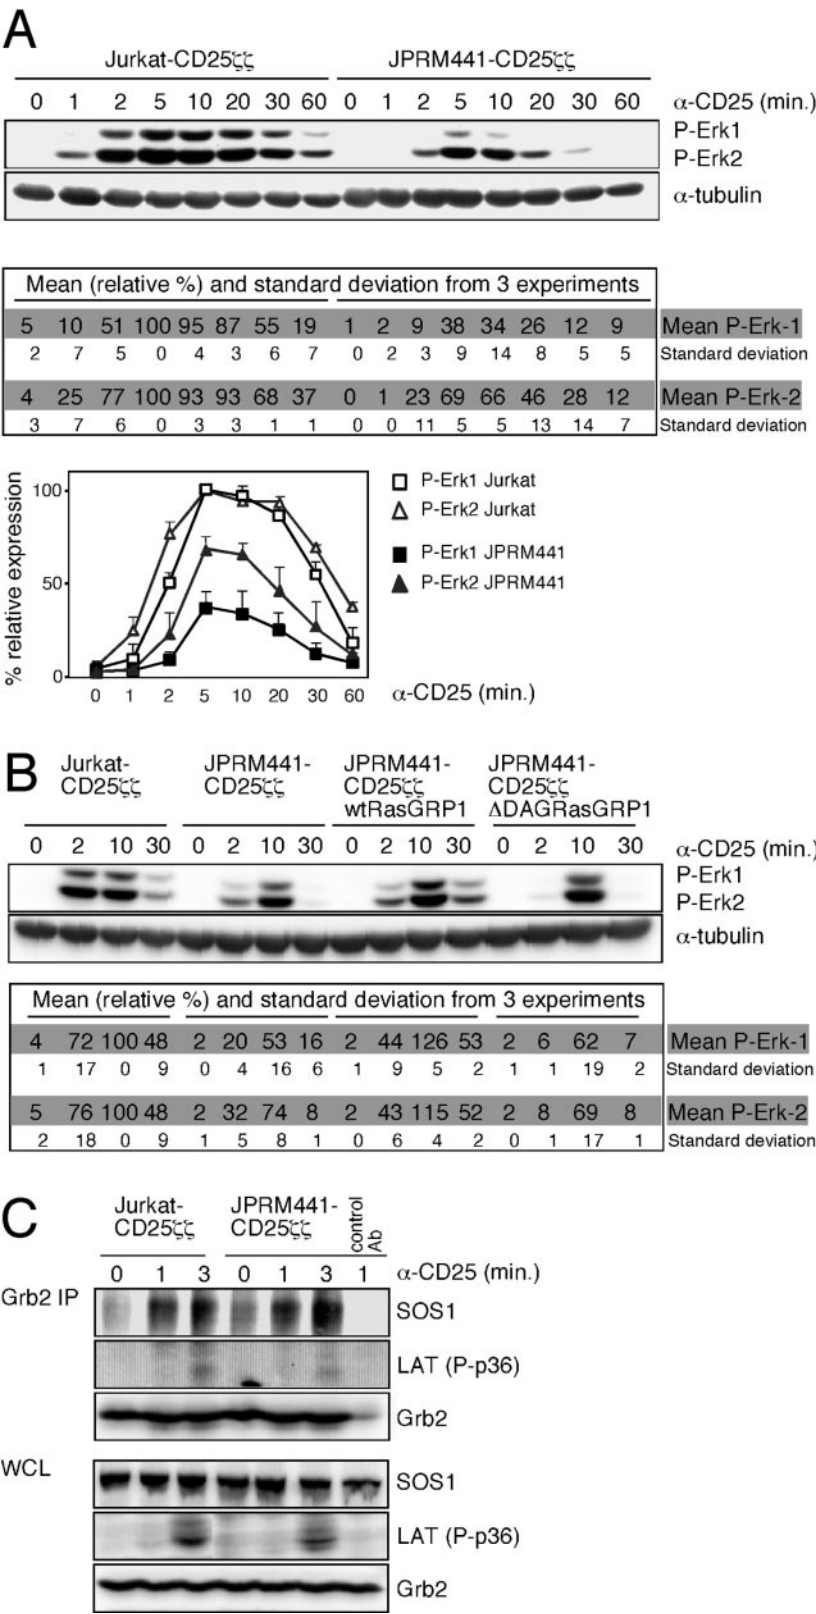 A
Jurkat-CD25ζζ JPRM441-CD25ζζ
0 1 2 5 10 20 30 60 0 1 2 5 10 20 30 60 α-CD25 (min.)
P-Erk1
P-Erk2
α-tubulin
Mean (relative %) and standard deviation from 3 experiments
5 10 51 100 95 87 55 19 1 2 9 38 34 26 12 9 Mean P-Erk-1
2 7 5 0 4 3 6 7 0 2 3 9 14 8 5 5 Standard deviation
4 25 77 100 93 93 68 37 0 1 23 69 66 46 28 12 Mean P-Erk-2
3 7 6 0 3 3 1 1 0 0 11 5 5 13 14 7 Standard deviation
% relative expression
100
50
0
0 1 2 5 10 20 30 60 α-CD25 (min.)
P-Erk1 Jurkat
P-Erk2 Jurkat
P-Erk1 JPRM441
P-Erk2 JPRM441
B
Jurkat- JPRM441- JPRM441- JPRM441-
CD25ζζ CD25ζζ CD25ζζ CD25ζζ
wtRasGRP1 ΔDAGRasGRP1
0 2 10 30 0 2 10 30 0 2 10 30 0 2 10 30 α-CD25 (min.)
P-Erk1
P-Erk2
α-tubulin
Mean (relative %) and standard deviation from 3 experiments
4 72 100 48 2 20 53 16 2 44 126 53 2 6 62 7 Mean P-Erk-1
1 17 0 9 0 4 16 6 1 9 5 2 1 1 19 2 Standard deviation
5 76 100 48 2 32 74 8 2 43 115 52 2 8 69 8 Mean P-Erk-2
2 18 0 9 1 5 8 1 0 6 4 2 0 1 17 1 Standard deviation
C
Jurkat- JPRM441- control
CD25ζζ CD25ζζ Ab
0 1 3 0 1 3 1 α-CD25 (min.)
Grb2 IP
SOS1
LAT (P-p36)
Grb2
WCL
SOS1
LAT (P-p36)
Grb2